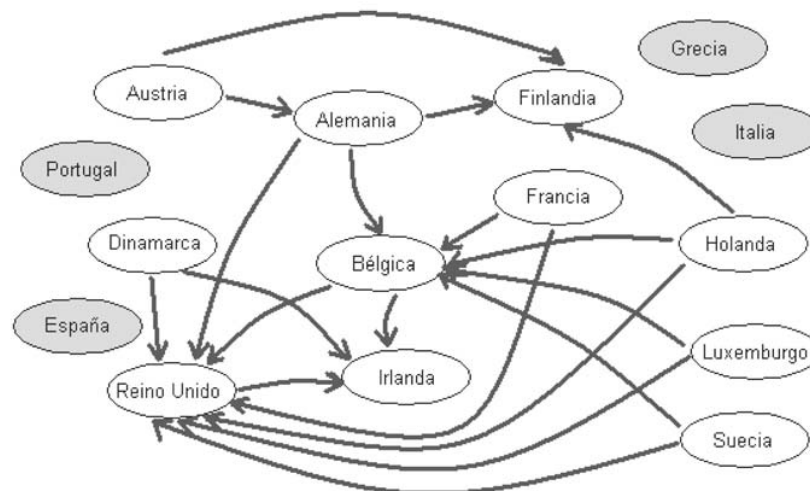 Grecia
Austria
Finlandia
Alemania
Italia
Portugal
Francia
Dinamarca
Holanda
Bélgica
España
Luxemburgo
Irlanda
Reino Unido
Suecia